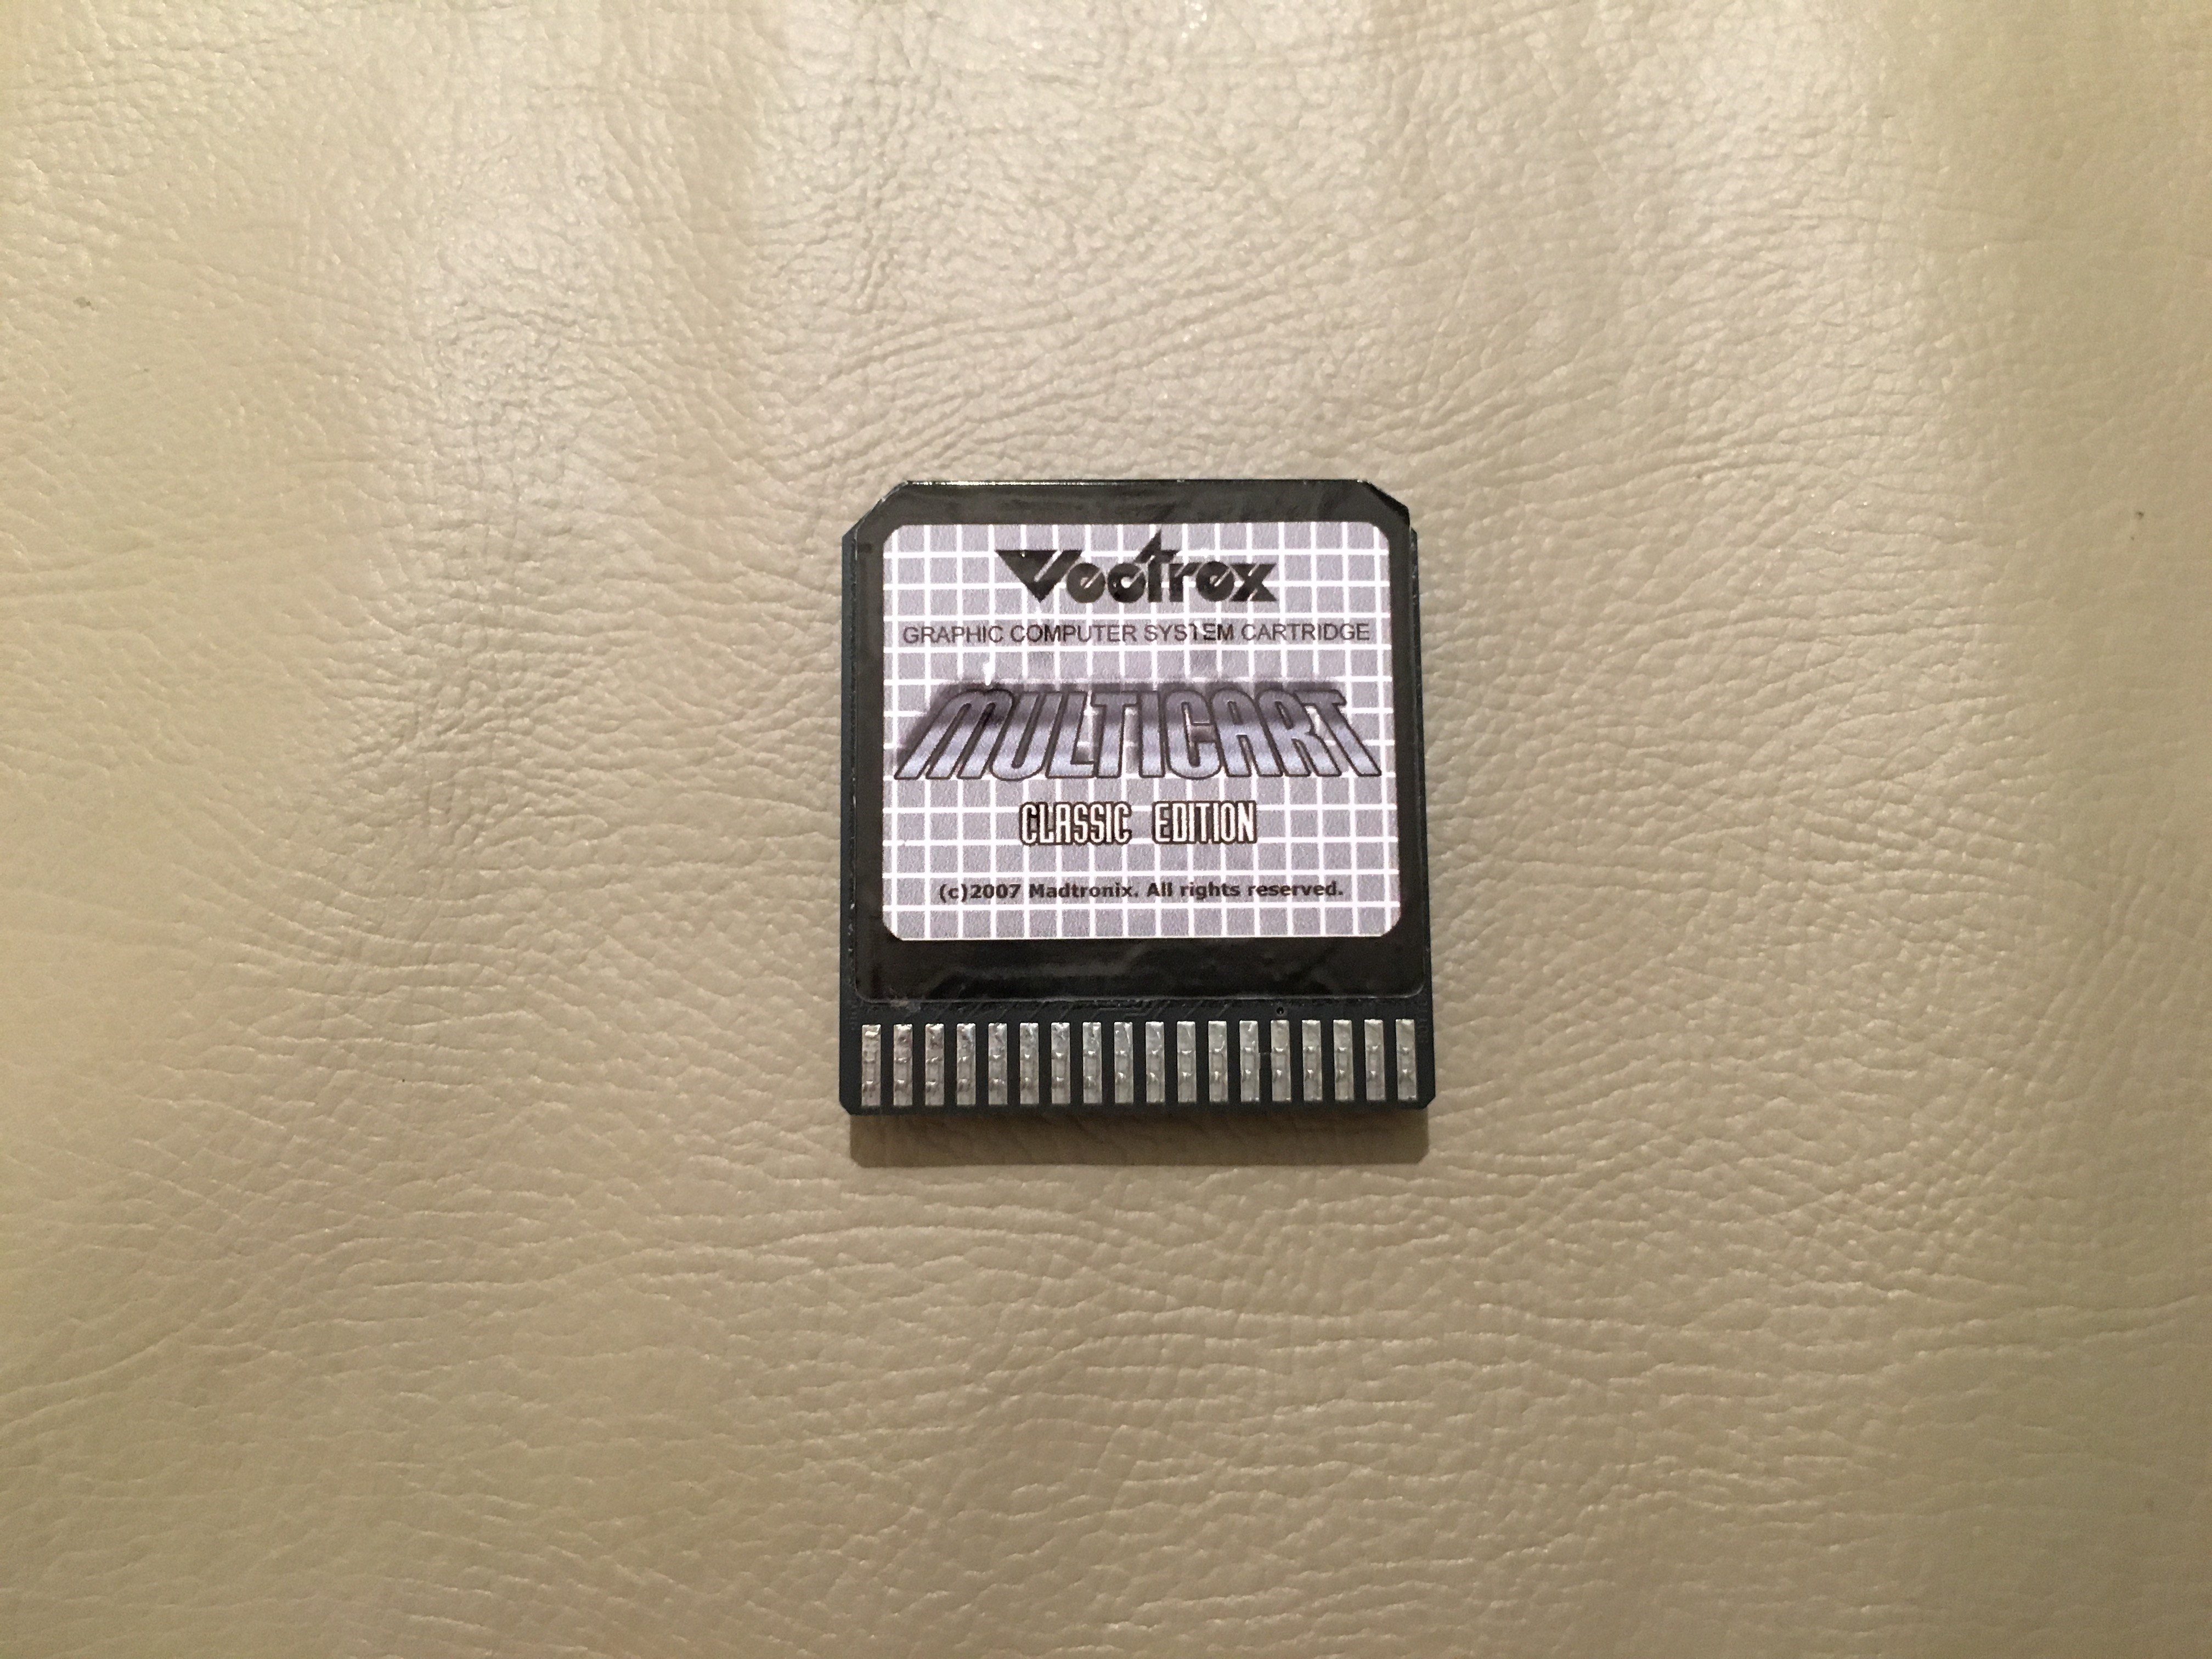 Vectrex
GRAPHIC COMPUTER SYSTEM CARTRIDGE
MULTICART
CLASSIC EDITION
(c)2007 Madtronix. All rights reserved.